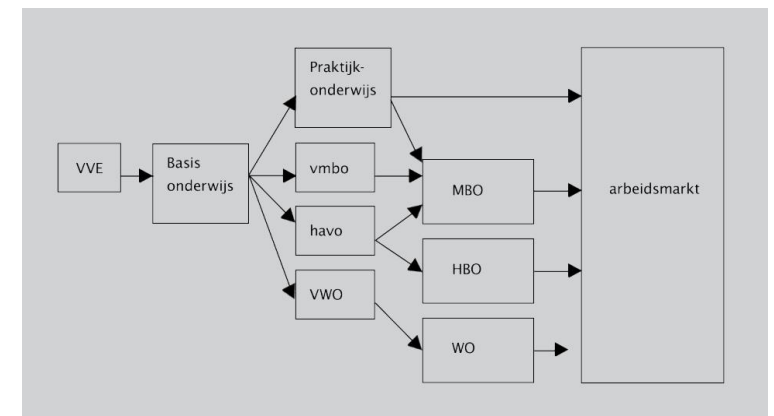 Praktijk-
onderwijs
VVE
Basis
onderwijs
vmbo
havo
VWO
MBO
HBO
WO
arbeidsmarkt